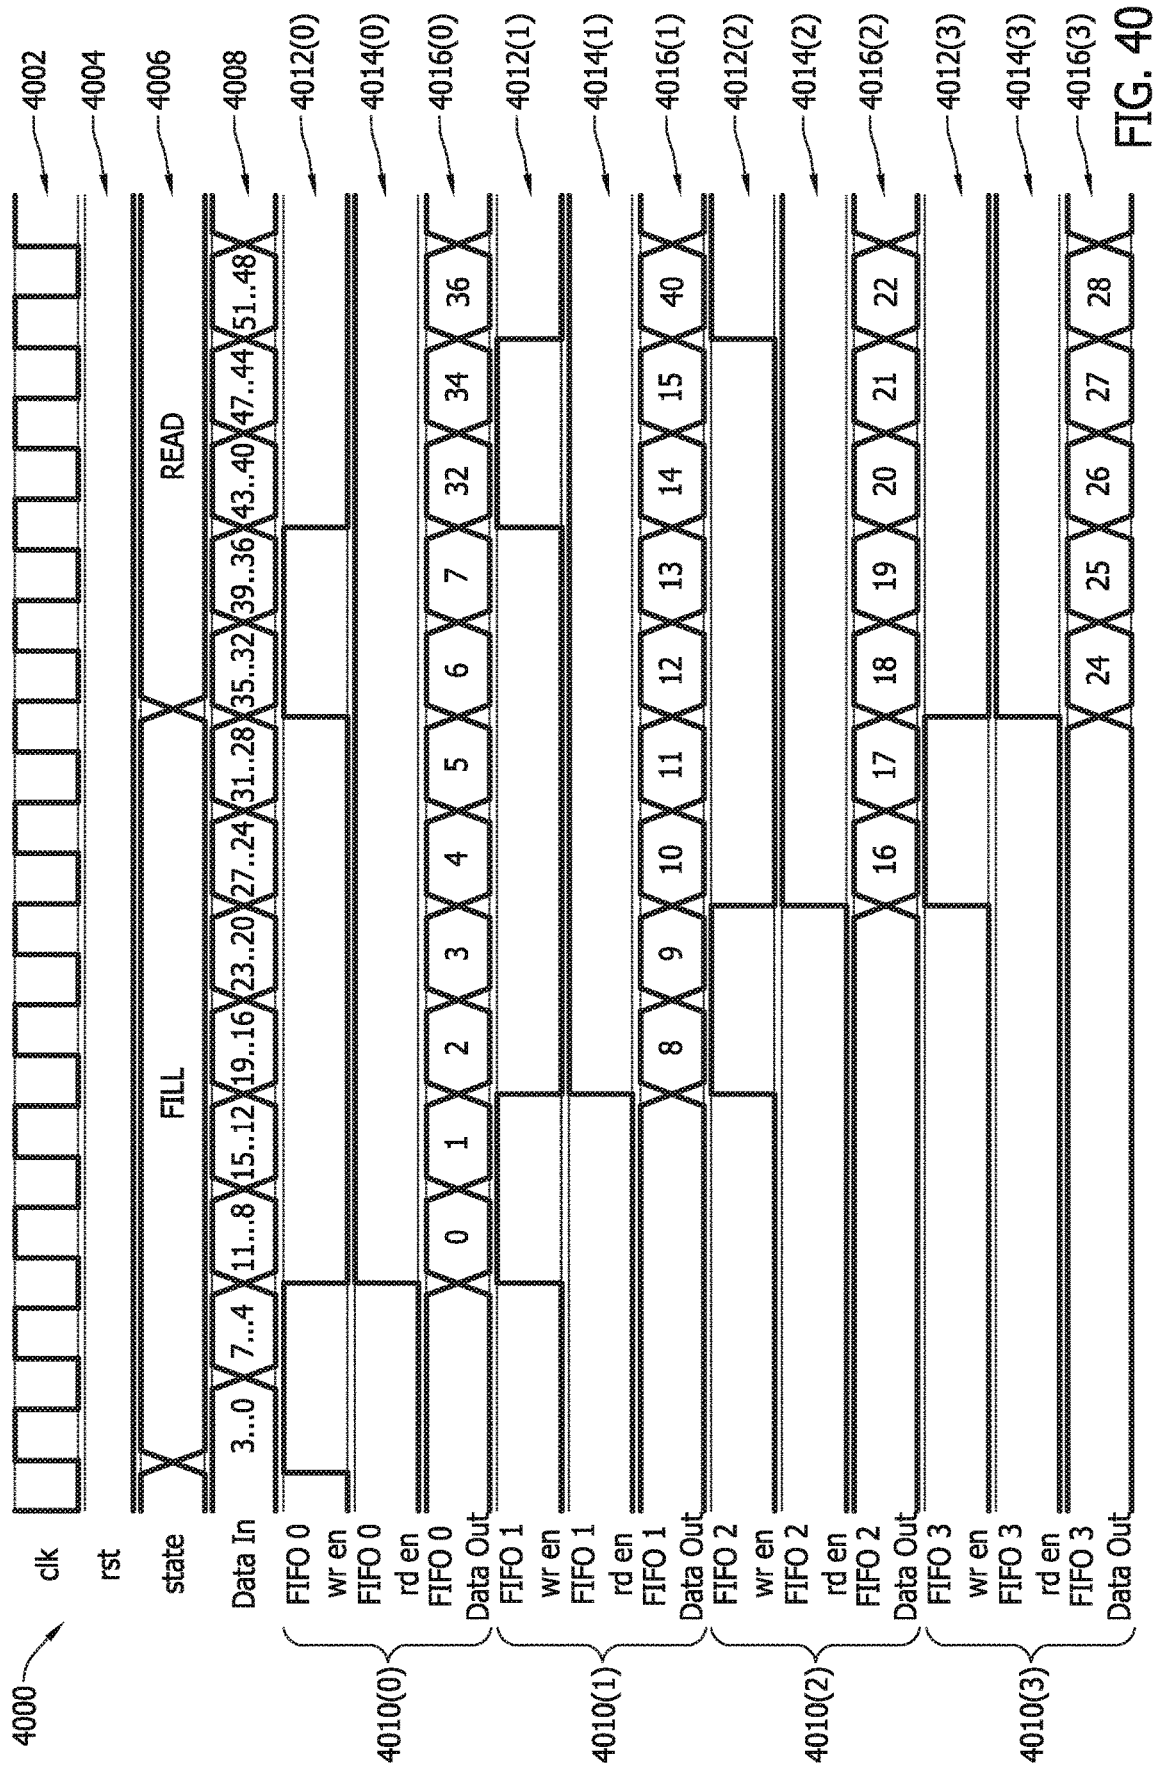 4000
clk
4002
rst
4004
state
FILL
READ
4006
Data In
3...0
7...4
11...8
15..12
19..16
23..20
27..24
31..28
35..32
39..36
43..40
47..44
51..48
4008
4010(0)
FIFO 0
wr en
4012(0)
FIFO 0
rd en
4014(0)
FIFO 0
Data Out
0
1
2
3
4
5
6
7
32
34
36
4016(0)
4010(1)
FIFO 1
wr en
4012(1)
FIFO 1
rd en
4014(1)
FIFO 1
Data Out
8
9
10
11
12
13
14
15
40
4016(1)
4010(2)
FIFO 2
wr en
4012(2)
FIFO 2
rd en
4014(2)
FIFO 2
Data Out
16
17
18
19
20
21
22
4016(2)
4010(3)
FIFO 3
wr en
4012(3)
FIFO 3
rd en
4014(3)
FIFO 3
Data Out
24
25
26
27
28
4016(3)
FIG. 40